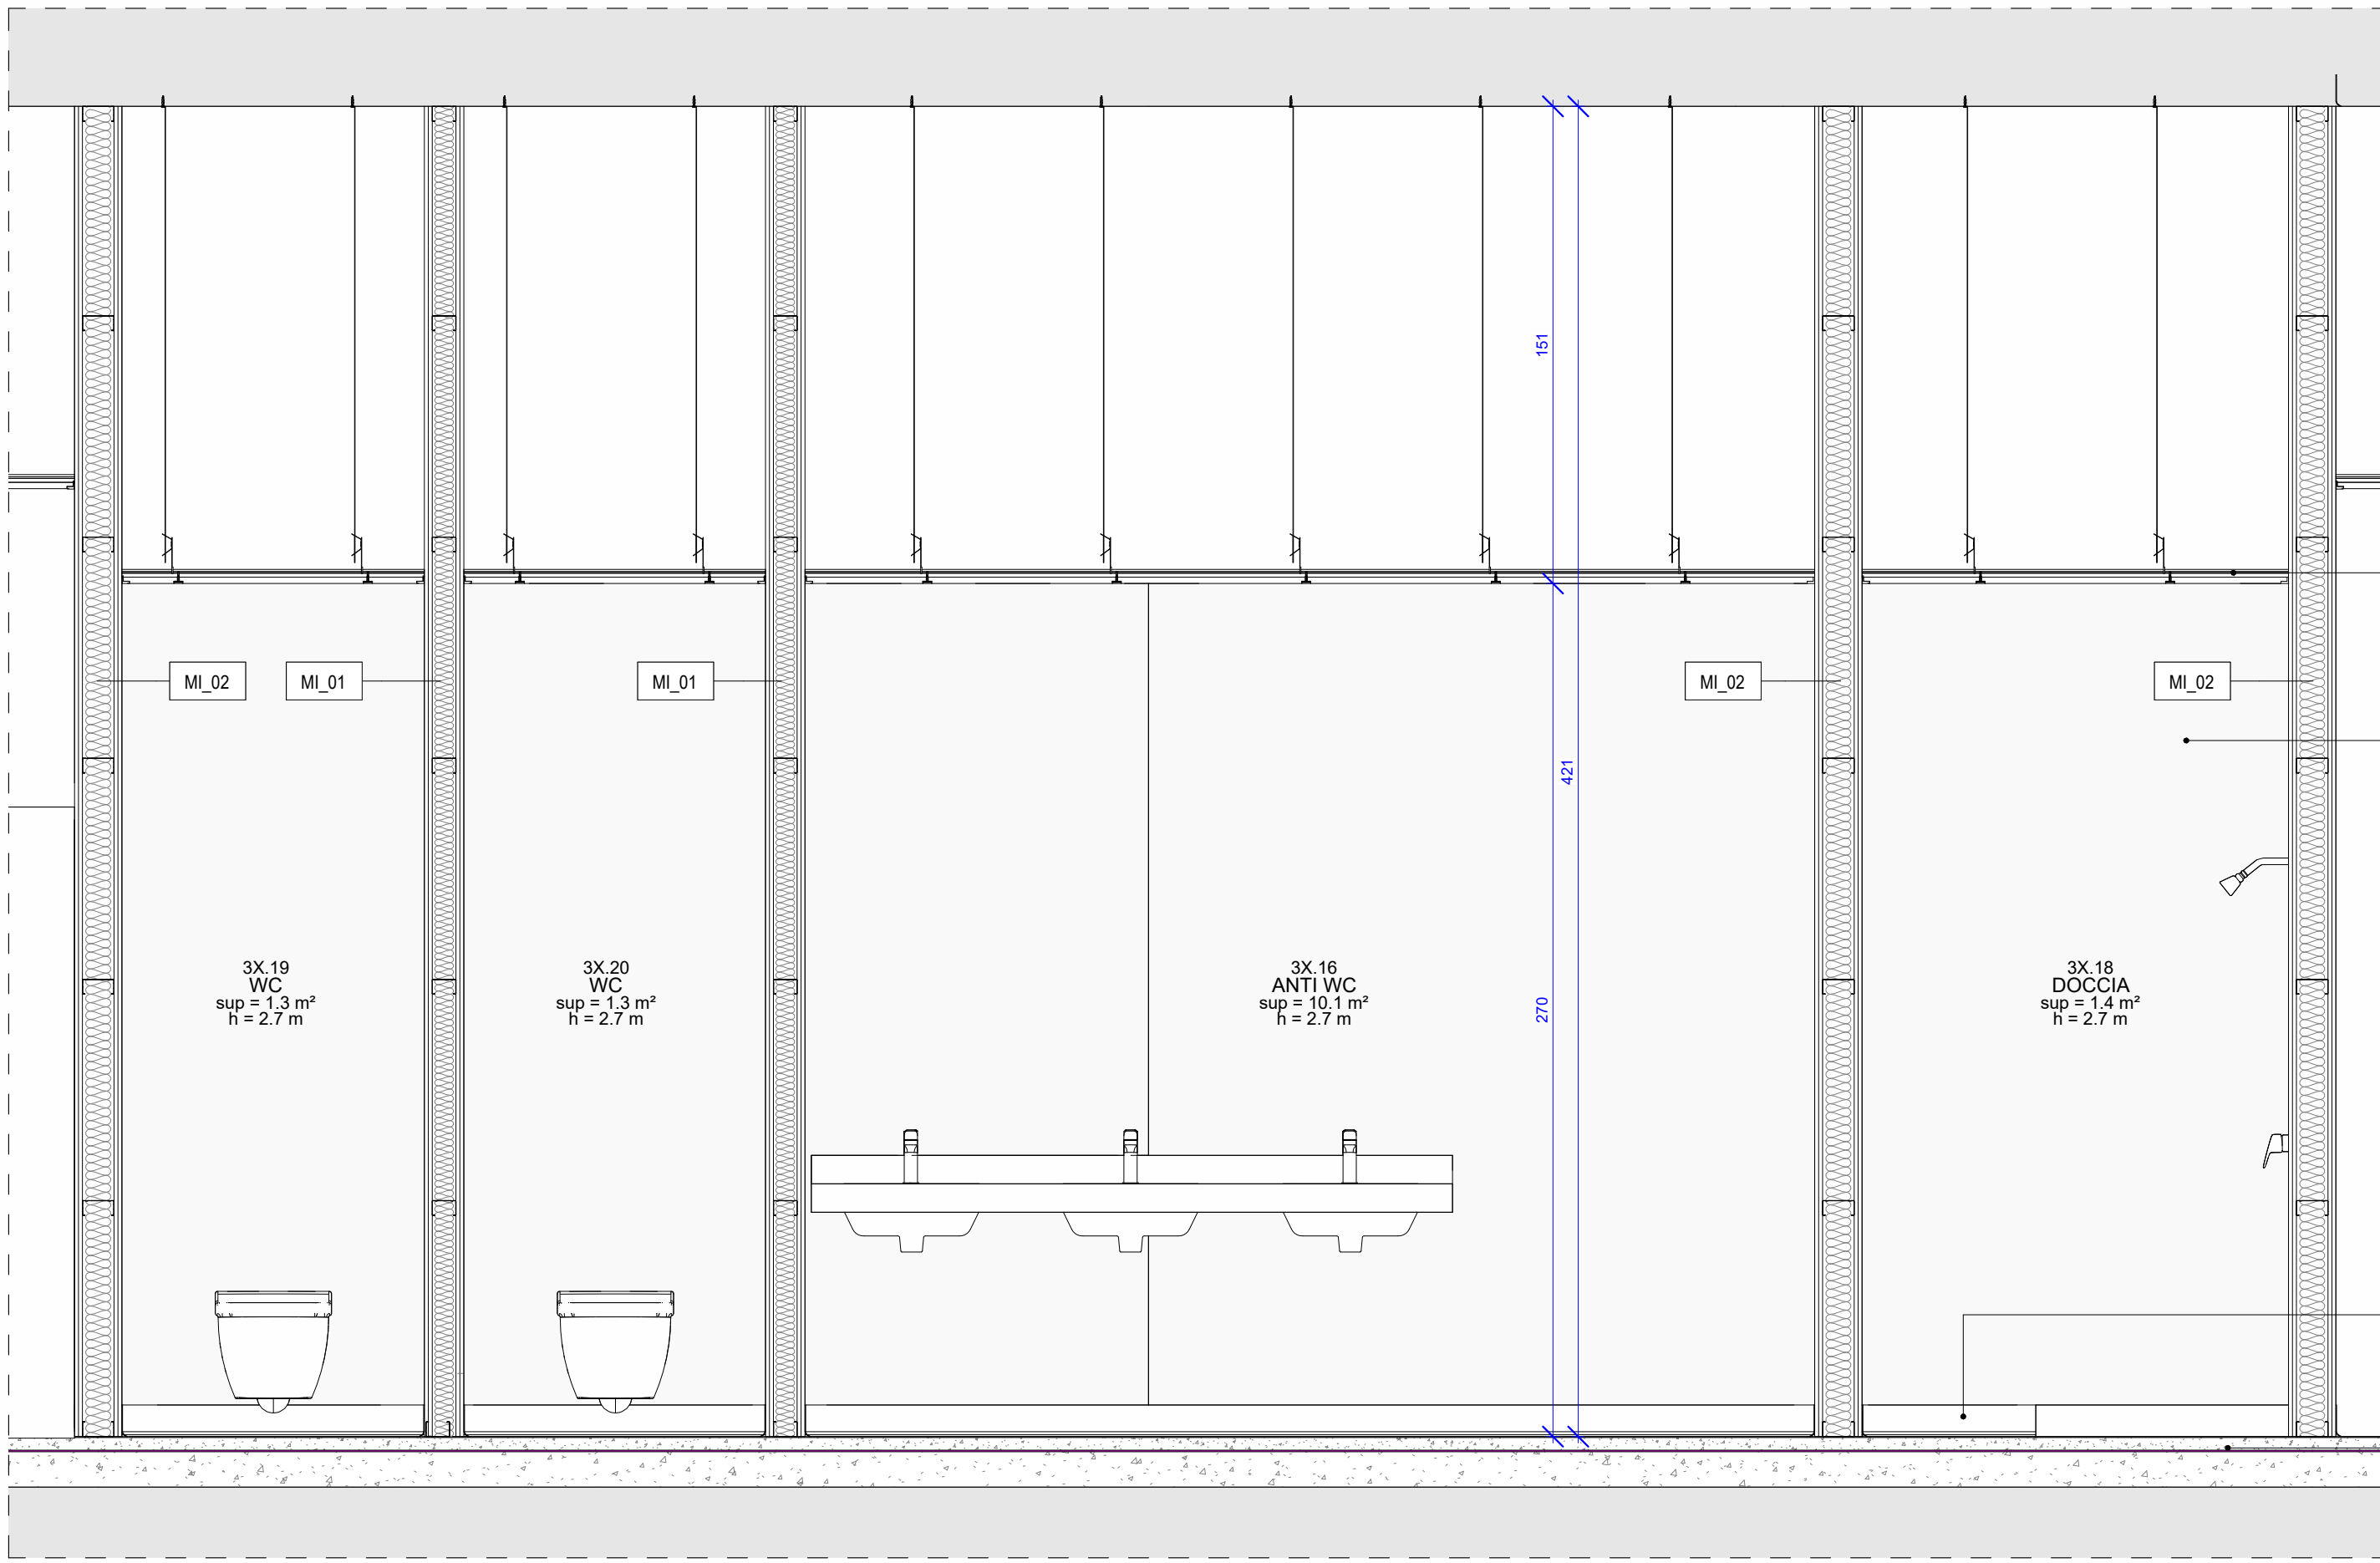 151
MI_02
MI_01
MI_01
MI_02
MI_02
421
3X.19
WC
sup = 1.3 m²
h = 2.7 m
3X.20
WC
sup = 1.3 m²
h = 2.7 m
3X.16
ANTI WC
sup = 10.1 m²
h = 2.7 m
270
3X.18
DOCCIA
sup = 1.4 m²
h = 2.7 m